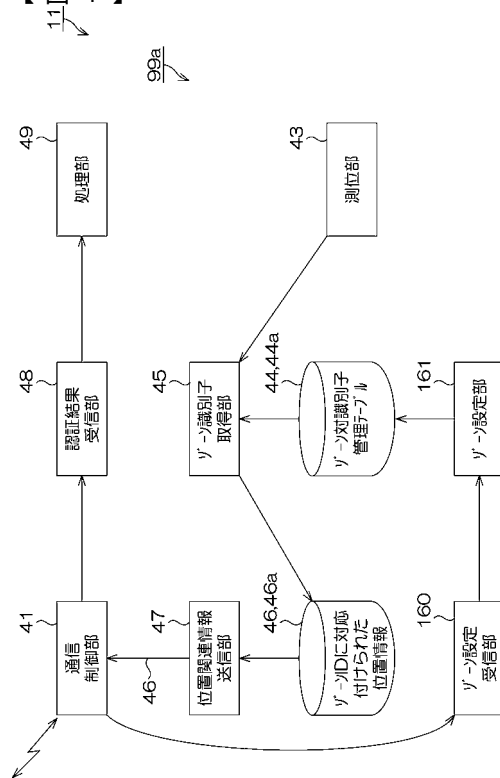 11
99a
41
通信
制御部
48
認証結果
受信部
49
処理部
46
47
位置関連情報
送信部
45
ゾーン識別子
取得部
43
測位部
46,46a
ゾーンIDに対応
付けられた
位置情報
44,44a
ゾーン対識別子
管理テーブル
160
ゾーン設定
受信部
161
ゾーン設定部